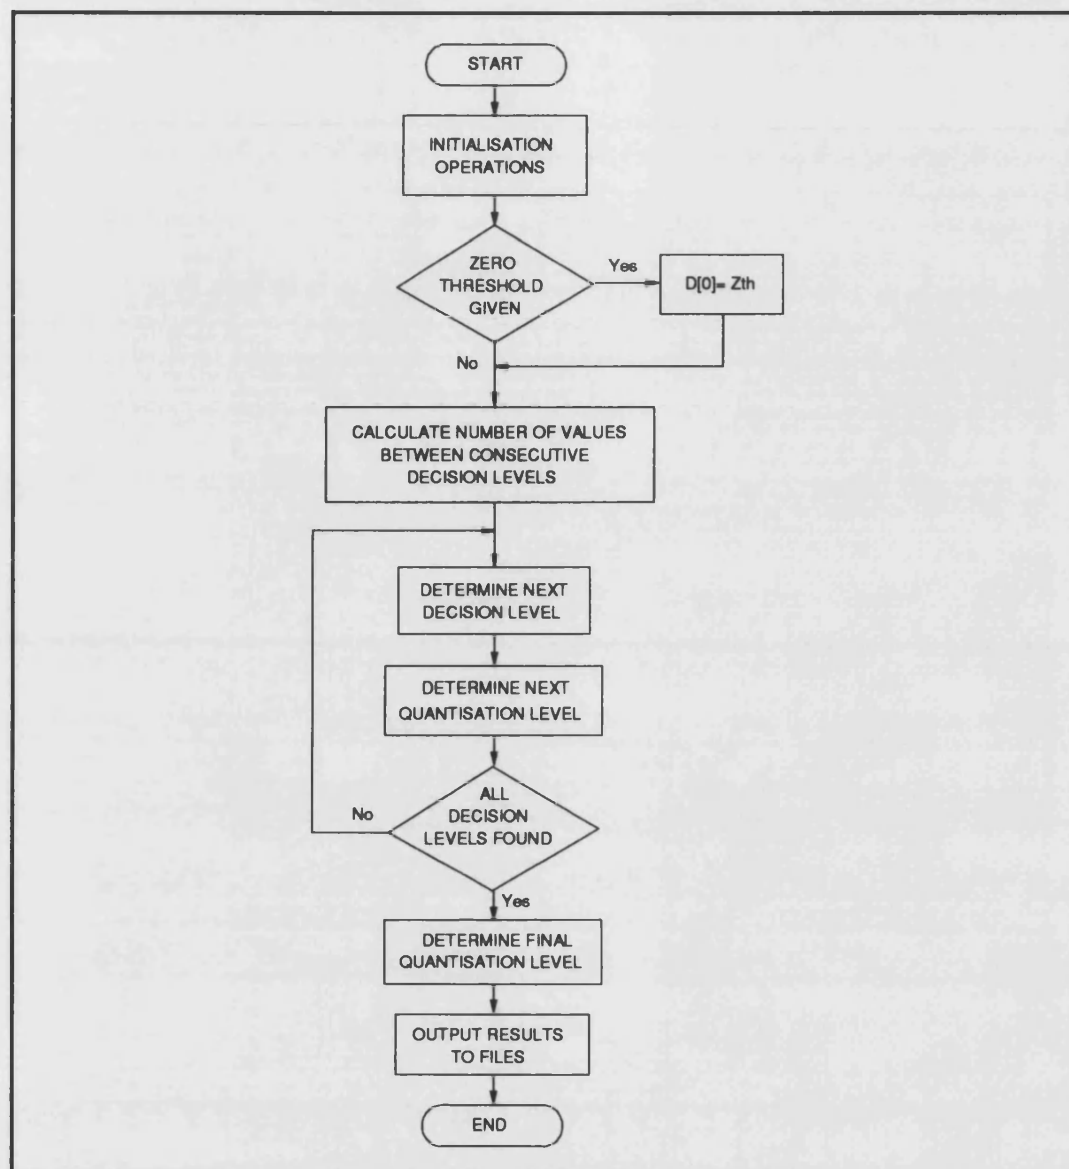 START
INITIALISATION
OPERATIONS
ZERO
THRESHOLD
GIVEN
Yes
D[0]= Zth
No
CALCULATE NUMBER OF VALUES
BETWEEN CONSECUTIVE
DECISION LEVELS
DETERMINE NEXT
DECISION LEVEL
DETERMINE NEXT
QUANTISATION LEVEL
ALL
DECISION
LEVELS FOUND
No
Yes
DETERMINE FINAL
QUANTISATION LEVEL
OUTPUT RESULTS
TO FILES
END